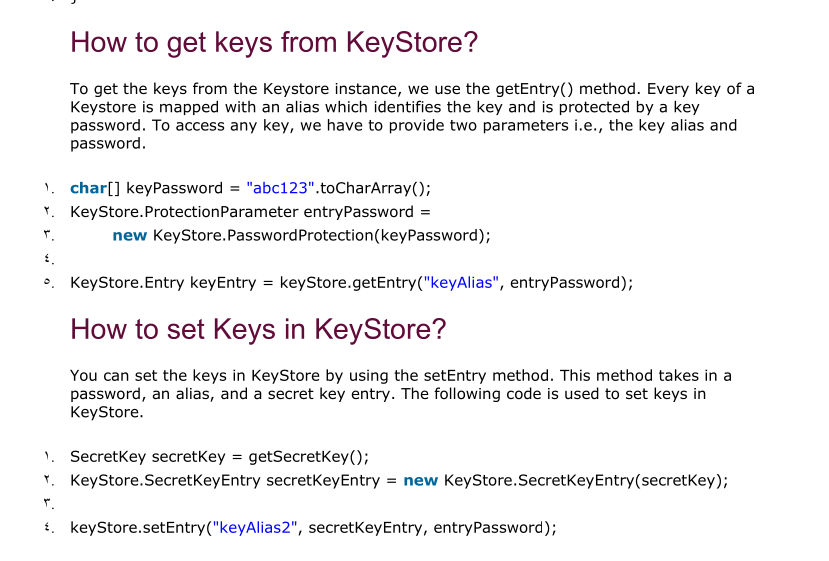 How to get keys from KeyStore?
To get the keys from the Keystore instance, we use the getEntry() method. Every key of a
Keystore is mapped with an alias which identifies the key and is protected by a key
password. To access any key, we have to provide two parameters i.e., the key alias and
password.
١. char[] keyPassword = "abc123".toCharArray();
٢. KeyStore.ProtectionParameter entryPassword =
٣. new KeyStore.PasswordProtection(keyPassword);
٤.
٥. KeyStore.Entry keyEntry = keyStore.getEntry("keyAlias", entryPassword);
How to set Keys in KeyStore?
You can set the keys in KeyStore by using the setEntry method. This method takes in a
password, an alias, and a secret key entry. The following code is used to set keys in
KeyStore.
١. SecretKey secretKey = getSecretKey();
٢. KeyStore.SecretKeyEntry secretKeyEntry = new KeyStore.SecretKeyEntry(secretKey);
٣.
٤. keyStore.setEntry("keyAlias2", secretKeyEntry, entryPassword);